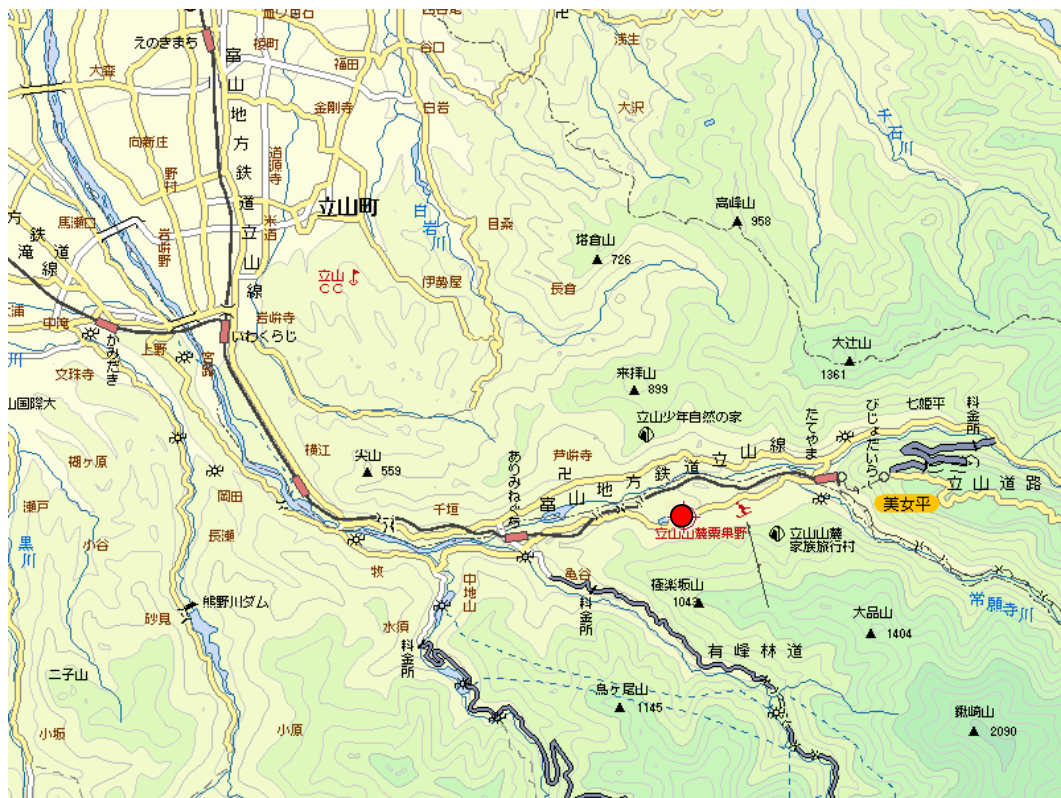 えのきまち
富山地方鉄道立山線
榎町
福田
谷口
浅生
大森
金剛寺
白岩
大沢
千石川
向新庄
野村
道源寺
米道
立山町
白岩川
目桑
高峰山
958
馬瀬口
岩峅野
塔倉山
726
方鉄道
滝線
立山
CC
伊勢屋
長倉
中滝
上野
宮路
岩峅寺
いわくらじ
かみだき
文珠寺
大辻山
1361
来拝山
899
山国際大
立山少年自然の家
七姫平
料金所
びじょだいら
たてやま
横江
尖山
559
芦峅寺
ありみねぐち
富山地方鉄道立山線
立山道路
美女平
瀬戸
岡田
千垣
長瀬
立山山麓粟巣野
立山山麓
家族旅行村
黒川
小谷
牧
中地山
亀谷
料金所
極楽坂山
常願寺川
熊野川ダム
砂見
水須
料金所
大品山
1404
有峰林道
二子山
鳥ヶ尾山
1145
鍬崎山
2090
小坂
小原